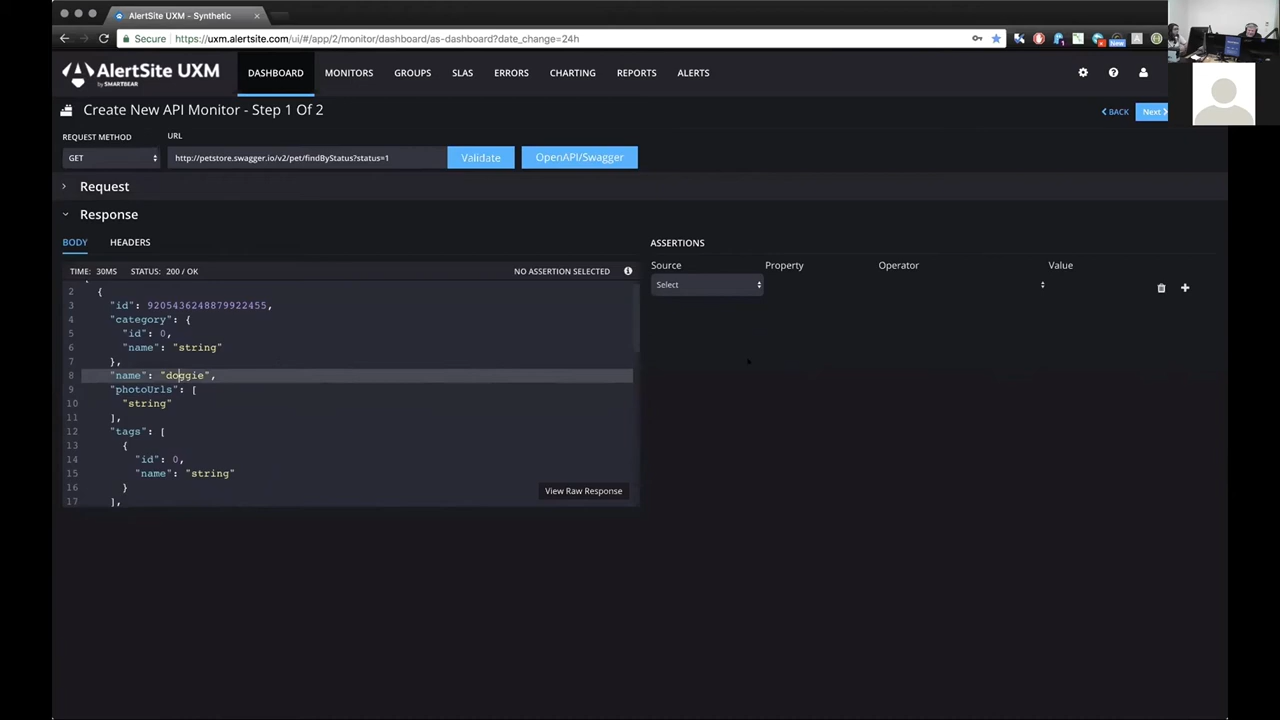 AlertSite UXM - Synthetic
Secure https://uxm.alertsite.com/ui/#/app/2/monitor/dashboard/as-dashboard?date_change=24h
New
AlertSite UXM
by SMARTBEAR
DASHBOARD MONITORS GROUPS SLAS ERRORS CHARTING REPORTS ALERTS
Create New API Monitor - Step 1 Of 2
BACK Next
REQUEST METHOD URL
GET http://petstore.swagger.io/v2/pet/findByStatus?status=1 Validate OpenAPI/Swagger
Request
Response
BODY HEADERS
ASSERTIONS
Source Property Operator Value
Select
TIME: 30MS STATUS: 200 / OK NO ASSERTION SELECTED
2 {
3 "id": 9205436248879922455,
4 "category": {
5 "id": 0,
6 "name": "string"
7 },
8 "name": "doggie",
9 "photoUrls": [
10 "string"
11 ],
12 "tags": [
13 {
14 "id": 0,
15 "name": "string"
16 }
17 ],
View Raw Response